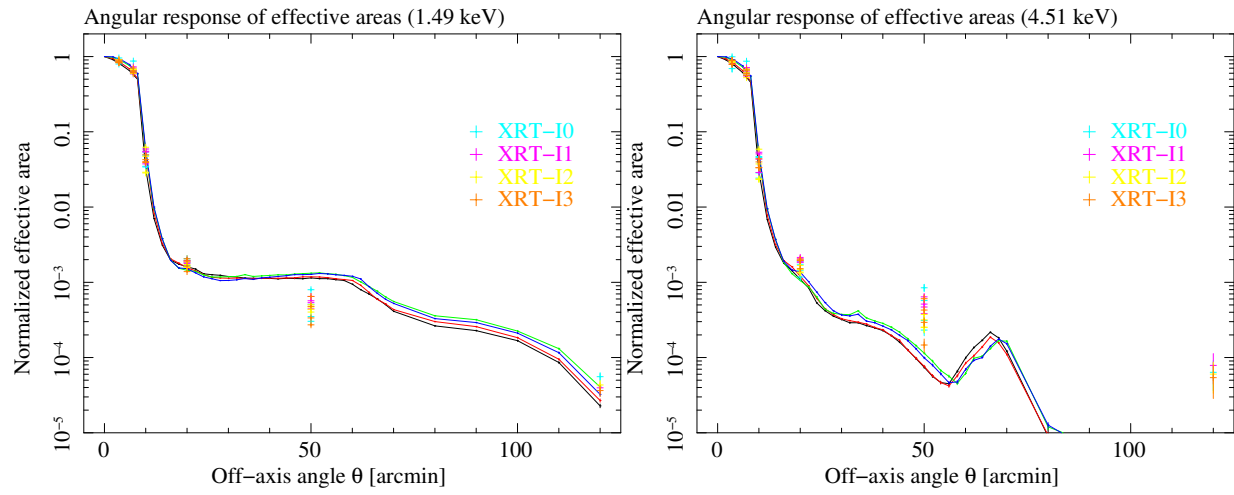 Angular response of effective areas (1.49 keV)
Normalized effective area
1
0.1
0.01
10−3
10−4
10−5
XRT−I0
XRT−I1
XRT−I2
XRT−I3
0
50
100
Off−axis angle θ [arcmin]
Angular response of effective areas (4.51 keV)
Normalized effective area
1
0.1
0.01
10−3
10−4
10−5
XRT−I0
XRT−I1
XRT−I2
XRT−I3
0
50
100
Off−axis angle θ [arcmin]